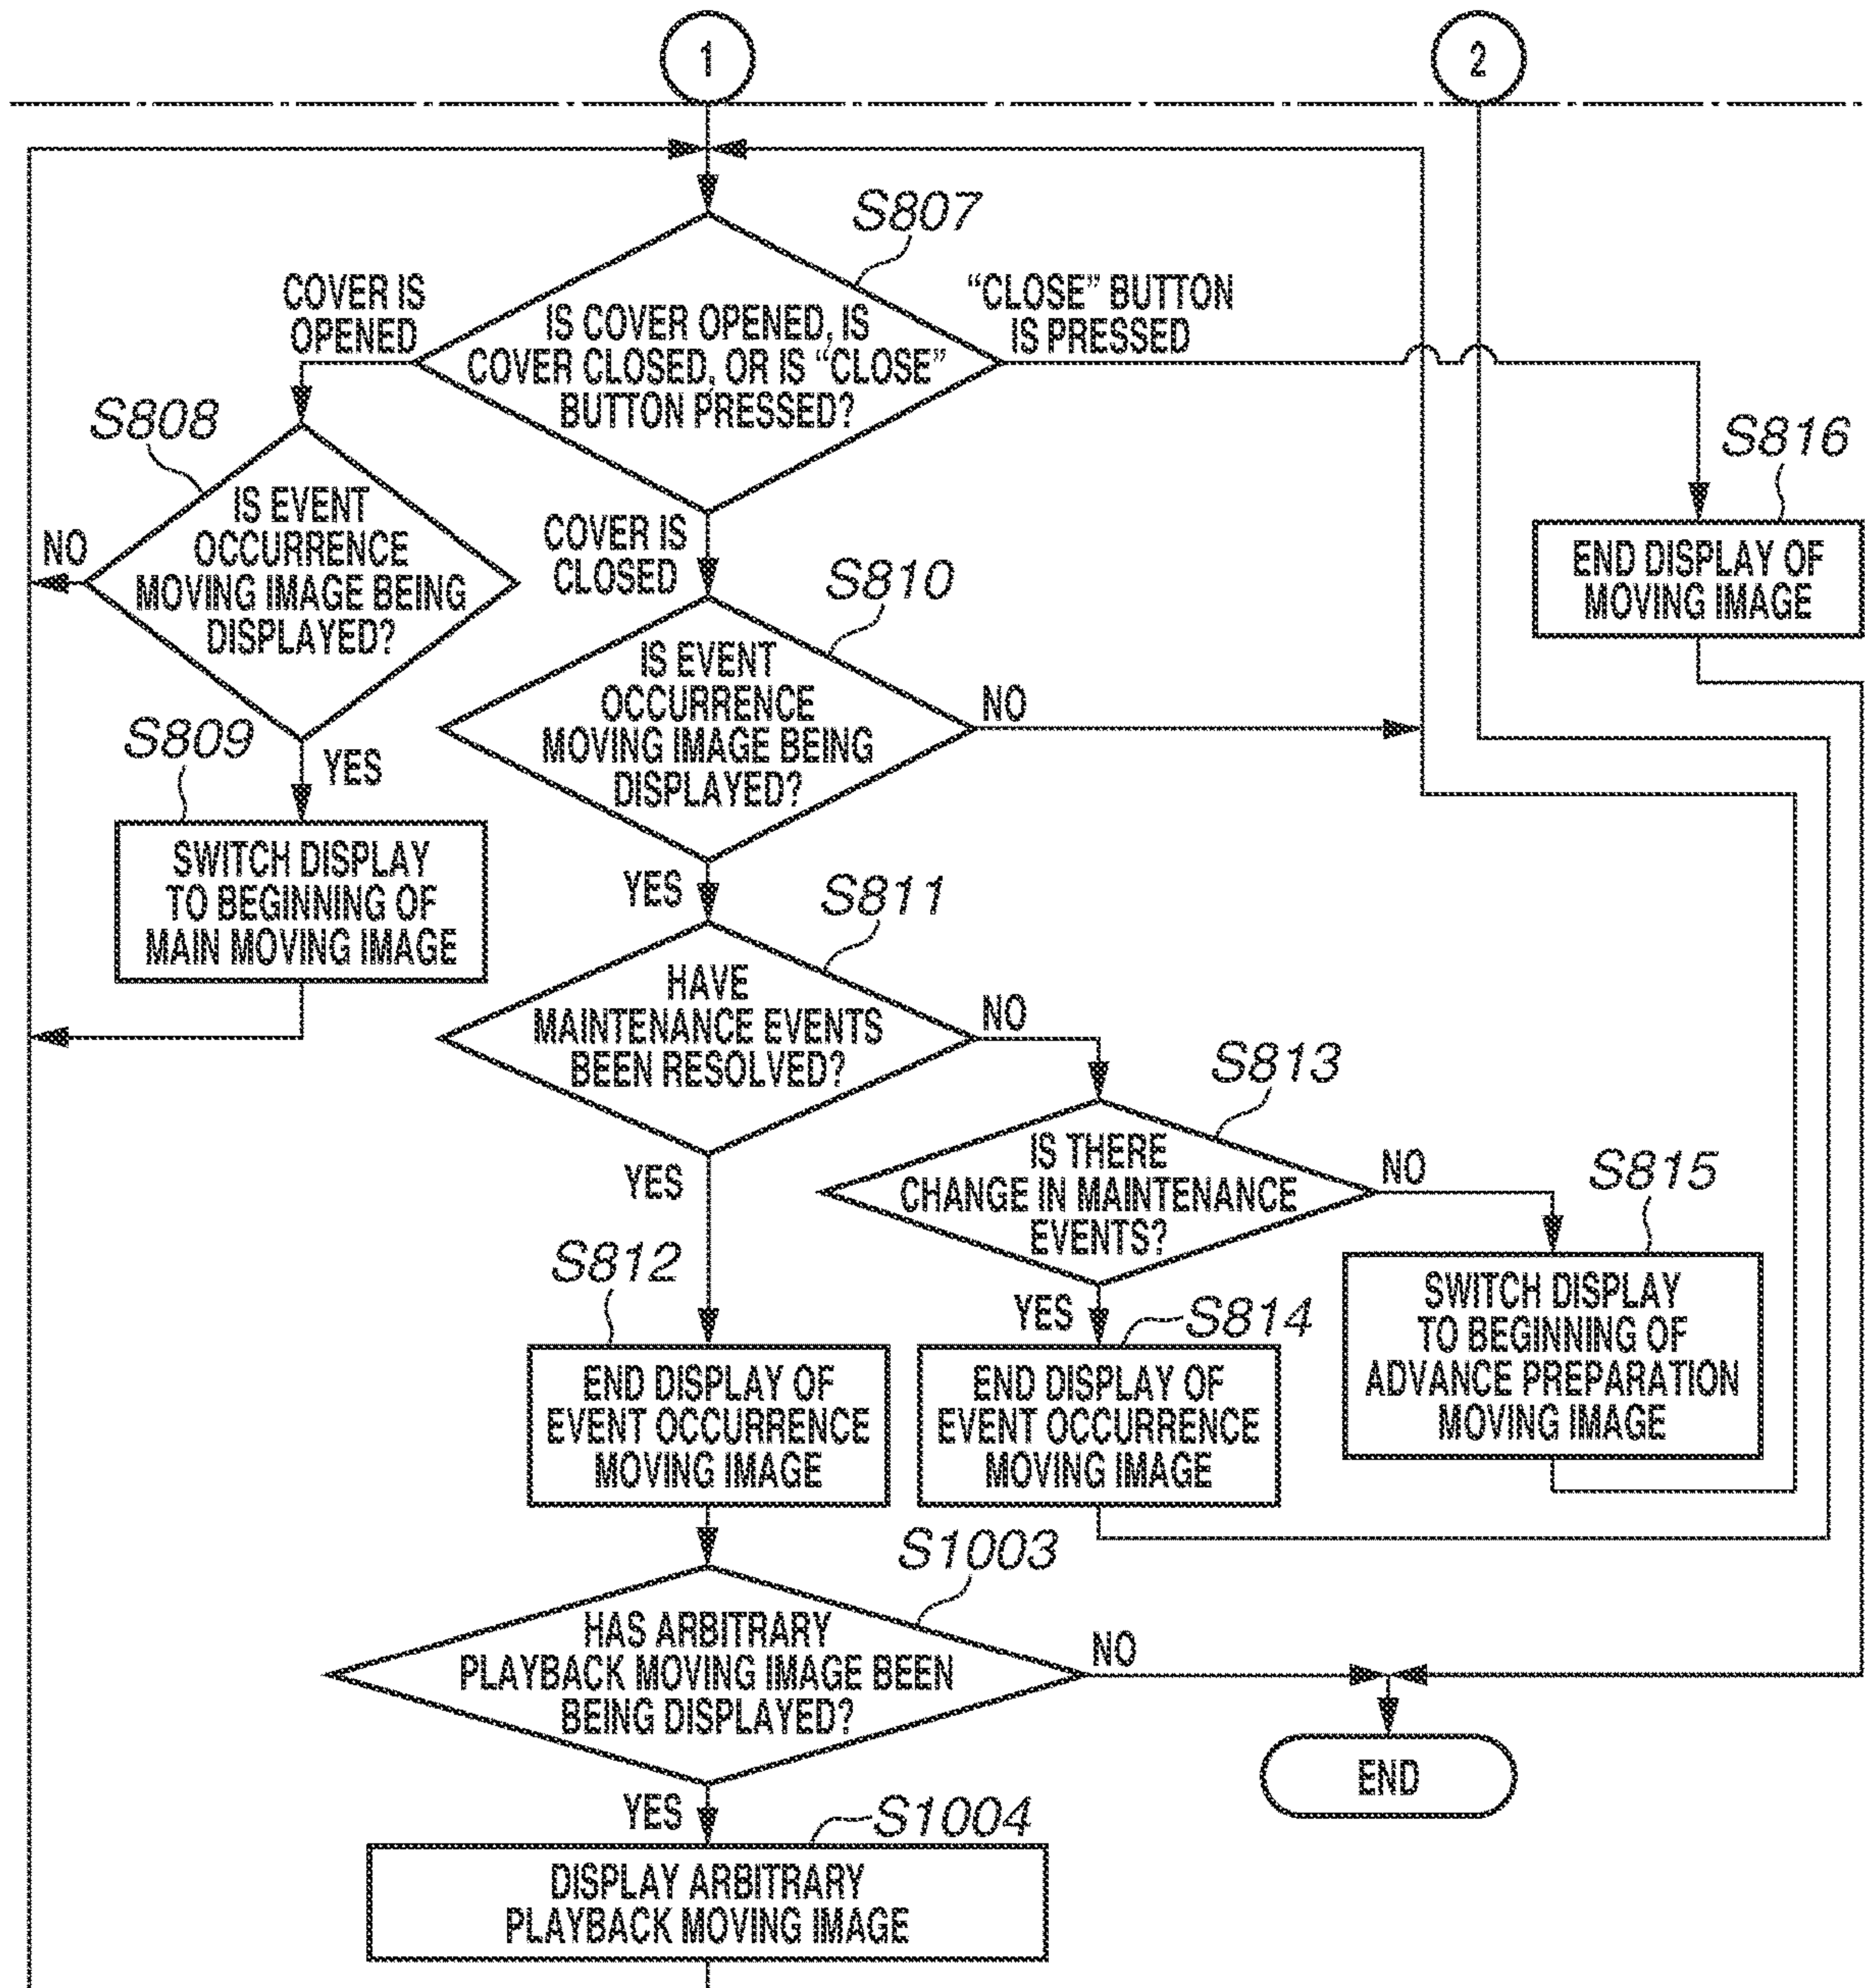 1
2
S807
COVER IS
OPENED
IS COVER OPENED, IS
COVER CLOSED, OR IS “CLOSE”
BUTTON PRESSED?
“CLOSE” BUTTON
IS PRESSED
S808
IS EVENT
OCCURRENCE
MOVING IMAGE BEING
DISPLAYED?
NO
COVER IS
CLOSED
S816
END DISPLAY OF
MOVING IMAGE
S810
IS EVENT
OCCURRENCE
MOVING IMAGE BEING
DISPLAYED?
NO
S809
YES
SWITCH DISPLAY
TO BEGINNING OF
MAIN MOVING IMAGE
YES
S811
HAVE
MAINTENANCE EVENTS
BEEN RESOLVED?
NO
S813
IS THERE
CHANGE IN MAINTENANCE
EVENTS?
NO
S815
SWITCH DISPLAY
TO BEGINNING OF
ADVANCE PREPARATION
MOVING IMAGE
YES
S812
END DISPLAY OF
EVENT OCCURRENCE
MOVING IMAGE
YES
S814
END DISPLAY OF
EVENT OCCURRENCE
MOVING IMAGE
S1003
HAS ARBITRARY
PLAYBACK MOVING IMAGE BEEN
BEING DISPLAYED?
NO
END
YES
S1004
DISPLAY ARBITRARY
PLAYBACK MOVING IMAGE